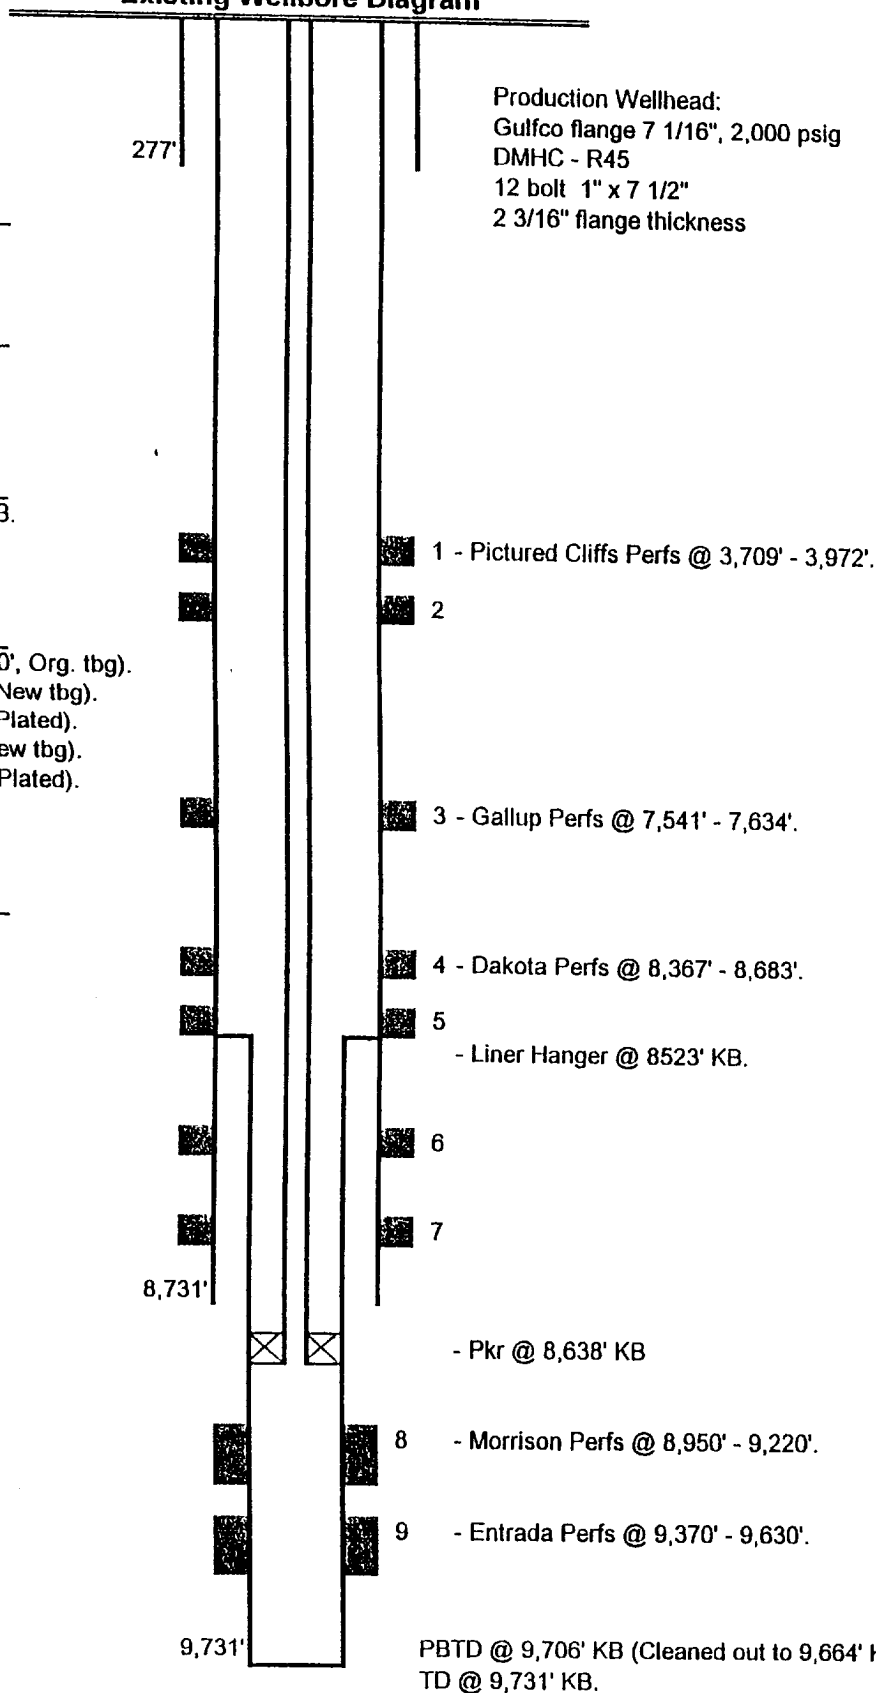 Existing Wellbore Diagram
Production Wellhead:
Gulfco flange 7 1/16", 2,000 psig
DMHC - R45
12 bolt 1" x 7 1/2"
2 3/16" flange thickness
277'
3.
1 - Pictured Cliffs Perfs @ 3,709' - 3,972'.
2
0', Org. tbg).
New tbg).
Plated).
ew tbg).
Plated).
3 - Gallup Perfs @ 7,541' - 7,634'.
4 - Dakota Perfs @ 8,367' - 8,683'.
5
- Liner Hanger @ 8523' KB.
6
7
8,731'
- Pkr @ 8,638' KB
8 - Morrison Perfs @ 8,950' - 9,220'.
9 - Entrada Perfs @ 9,370' - 9,630'.
9,731'
PBTD @ 9,706' KB (Cleaned out to 9,664'
TD @ 9,731' KB.